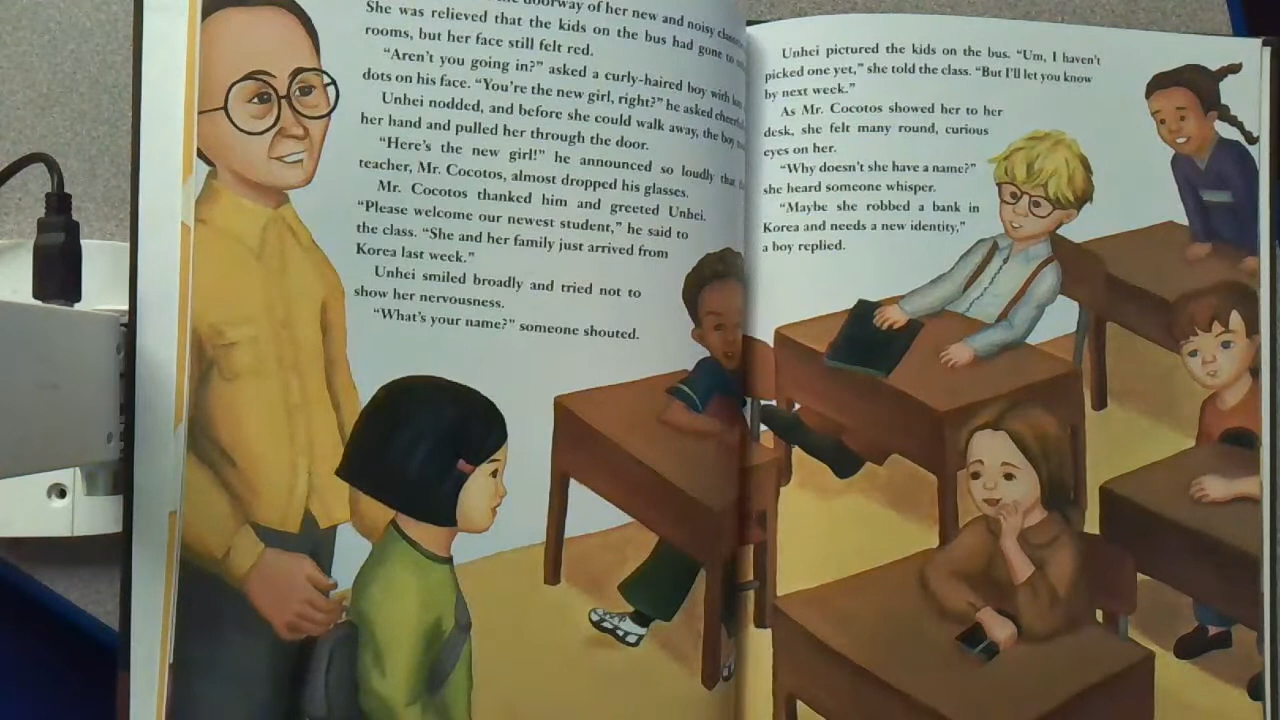 doorway of her new and noisy
She was relieved that the kids on the bus had gone to
rooms, but her face still felt red.
“Aren’t you going in?” asked a curly-haired boy with
dots on his face. “You’re the new girl, right?” he asked
Unhei nodded, and before she could walk away, the boy
her hand and pulled her through the door.
“Here’s the new girl!” he announced so loudly that
teacher, Mr. Cocotos, almost dropped his glasses.
Mr. Cocotos thanked him and greeted Unhei.
“Please welcome our newest student,” he said to
the class. “She and her family just arrived from
Korea last week.”
Unhei smiled broadly and tried not to
show her nervousness.
“What’s your name?” someone shouted.
Unhei pictured the kids on the bus. “Um, I haven’t
picked one yet,” she told the class. “But I’ll let you know
by next week.”
As Mr. Cocotos showed her to her
desk, she felt many round, curious
eyes on her.
“Why doesn’t she have a name?”
she heard someone whisper.
“Maybe she robbed a bank in
Korea and needs a new identity,”
a boy replied.